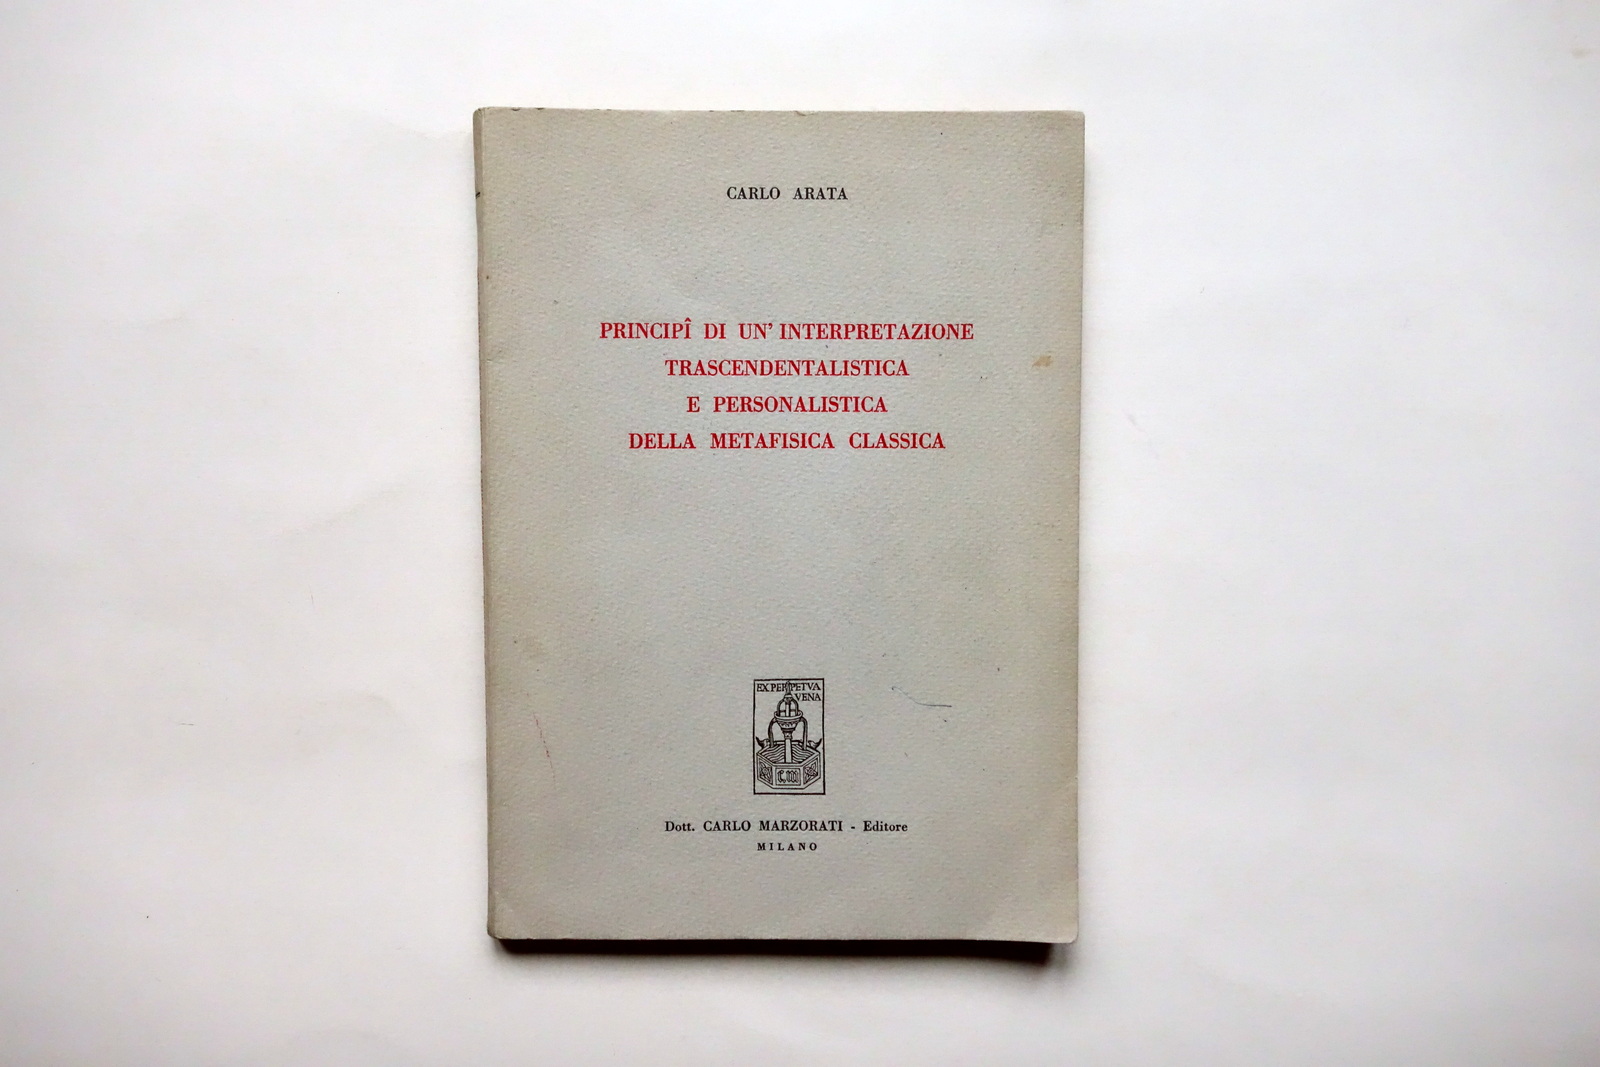 CARLO ARATA
PRINCIPÎ DI UN' INTERPRETAZIONE
TRASCENDENTALISTICA
E PERSONALISTICA
DELLA METAFISICA CLASSICA
EX PERPETVA
VENA
C.M
Dott. CARLO MARZORATI - Editore
MILANO